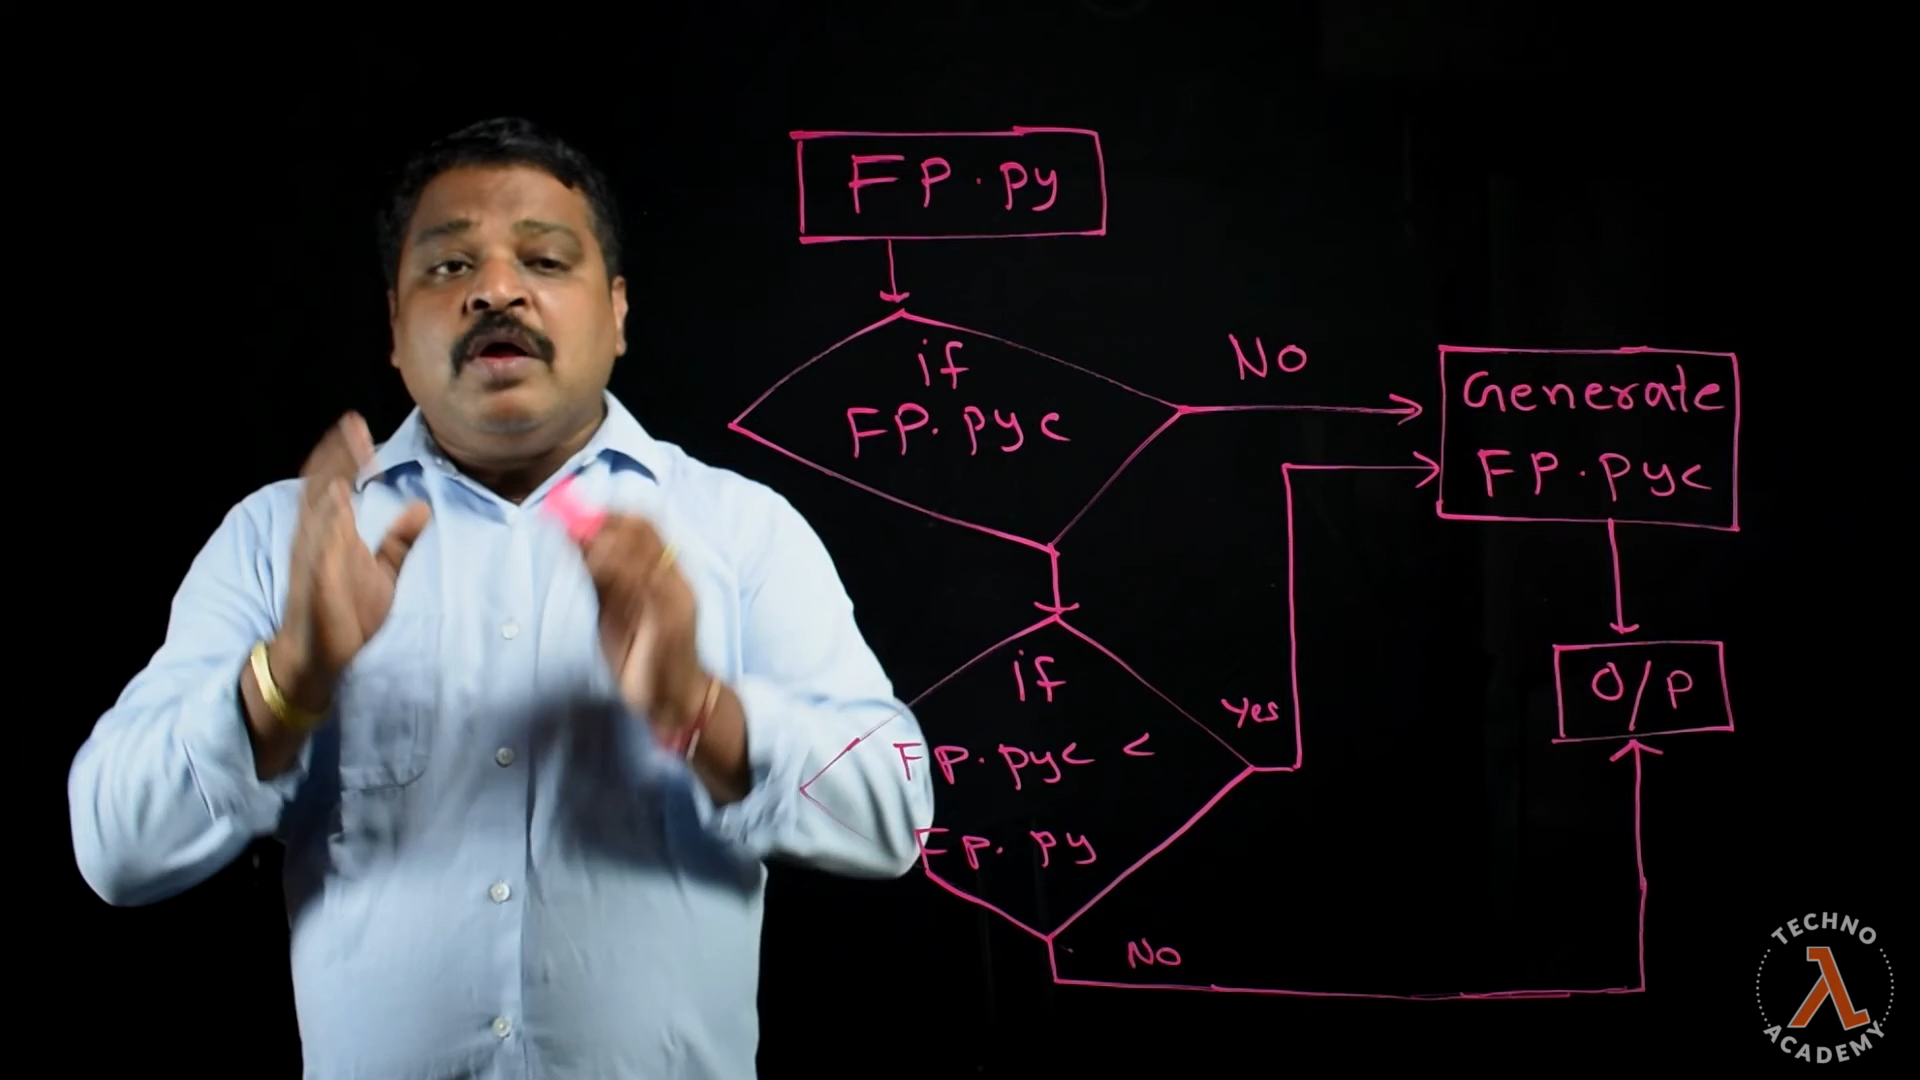 FP.py
if
FP.pyc
No
Generate
FP.pyc
if
FP.pyc <
FP.py
Yes
O/P
No
TECHNO
ACADEMY